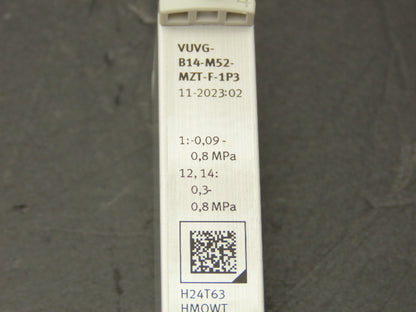 VUVG-
B14-M52-
MZT-F-1P3
11-2023:02
1:-0,09 -
0,8 MPa
12, 14:
0,3-
0,8 MPa
H24T63
HMOWT